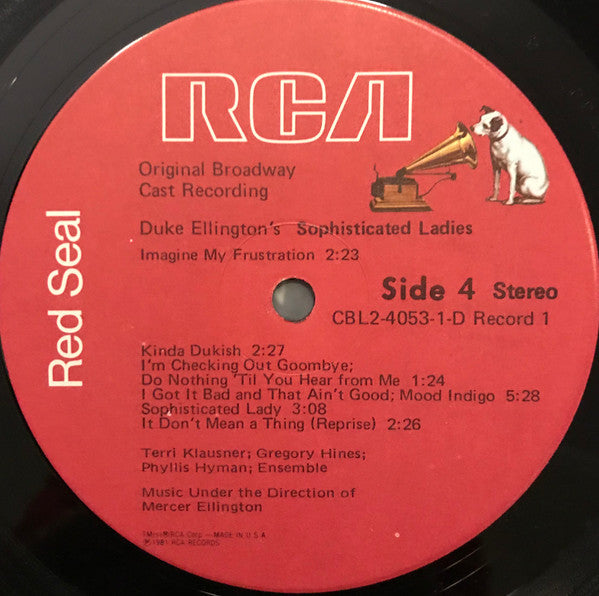 RCA
Original Broadway
Cast Recording
Duke Ellington's Sophisticated Ladies
Imagine My Frustration 2:23
Side 4 Stereo
CBL2-4053-1-D Record 1
Red Seal
Kinda Dukish 2:27
I'm Checking Out Goombye;
Do Nothing 'Til You Hear from Me 1:24
I Got It Bad and That Ain't Good; Mood Indigo 5:28
Sophisticated Lady 3:08
It Don't Mean a Thing (Reprise) 2:26
Terri Klausner; Gregory Hines;
Phyllis Hyman; Ensemble
Music Under the Direction of
Mercer Ellington
TMk(s)®RCA Corp.—MADE IN U.S.A.
℗1981 RCA RECORDS